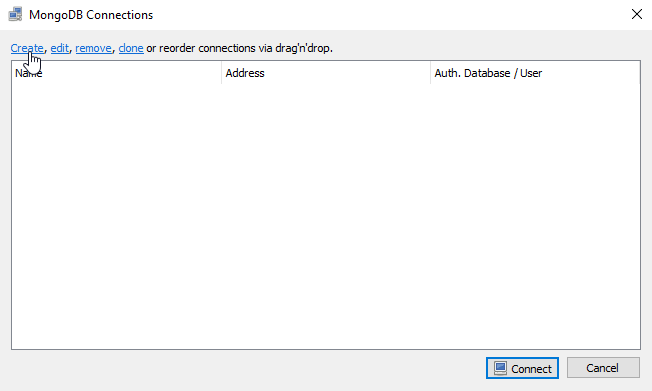 MongoDB Connections
Create, edit, remove, clone or reorder connections via drag'n'drop.
Name Address Auth. Database / User
Connect Cancel